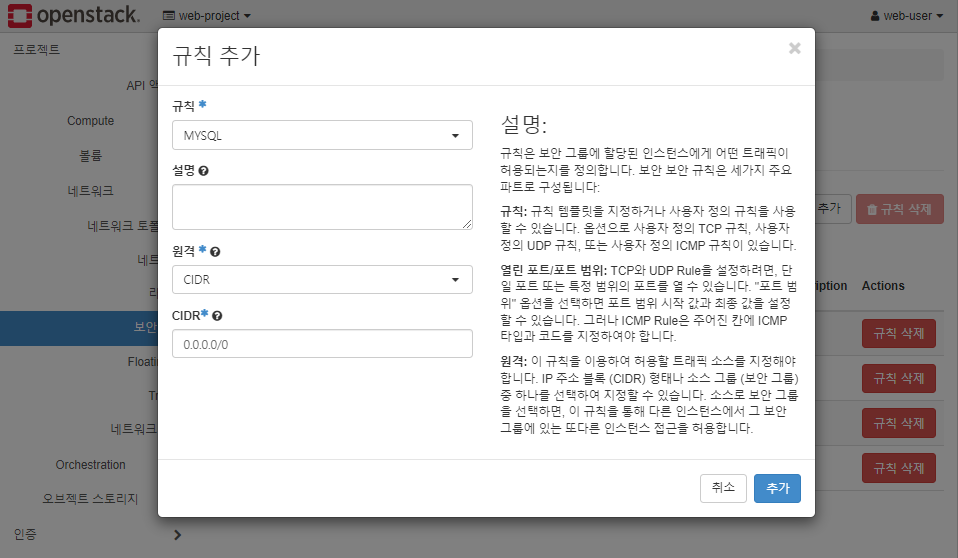 openstack.
web-project
web-user
프로젝트
API
Compute
볼륨
네트워크
네트워크
보안
네트워크
Orchestration
오브젝트 스토리지
인증
추가
규칙 삭제
Actions
규칙 삭제
규칙 삭제
규칙 삭제
규칙 삭제
규칙 추가
규칙 *
MYSQL
설명
원격 *
CIDR
CIDR*
0.0.0.0/0
설명:
규칙은 보안 그룹에 할당된 인스턴스에게 어떤 트래픽이
허용되는지를 정의합니다. 보안 보안 규칙은 세가지 주요
파트로 구성됩니다:
규칙: 규칙 템플릿을 지정하거나 사용자 정의 규칙을 사용
할 수 있습니다. 옵션으로 사용자 정의 TCP 규칙, 사용자
정의 UDP 규칙, 또는 사용자 정의 ICMP 규칙이 있습니다.
열린 포트/포트 범위: TCP와 UDP Rule을 설정하려면, 단
일 포트 또는 특정 범위의 포트를 열 수 있습니다. "포트 범
위" 옵션을 선택하면 포트 범위 시작 값과 최종 값을 설정
할 수 있습니다. 그러나 ICMP Rule은 주어진 칸에 ICMP
타입과 코드를 지정하여야 합니다.
원격: 이 규칙을 이용하여 허용할 트래픽 소스를 지정해야
합니다. IP 주소 블록 (CIDR) 형태나 소스 그룹 (보안 그룹)
중 하나를 선택하여 지정할 수 있습니다. 소스로 보안 그룹
을 선택하면, 이 규칙을 통해 다른 인스턴스에서 그 보안
그룹에 있는 또다른 인스턴스 접근을 허용합니다.
취소
추가